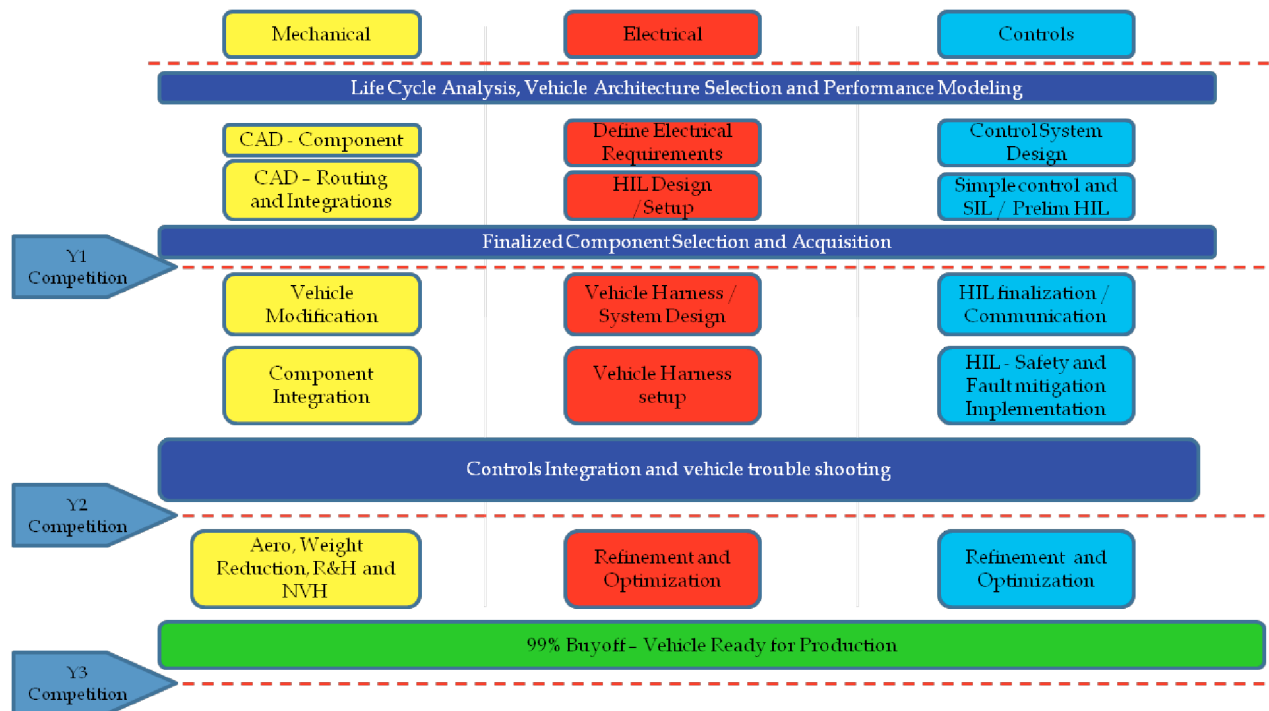 Mechanical
Electrical
Controls
Life Cycle Analysis, Vehicle Architecture Selection and Performance Modeling
CAD - Component
Define Electrical
Requirements
Control System
Design
CAD – Routing
and Integrations
HIL Design
/Setup
Simple control and
SIL / Prelim HIL
Finalized Component Selection and Acquisition
Y1
Competition
Vehicle
Modification
Vehicle Harness /
System Design
HIL finalization /
Communication
Component
Integration
Vehicle Harness
setup
HIL - Safety and
Fault mitigation
Implementation
Controls Integration and vehicle trouble shooting
Y2
Competition
Aero, Weight
Reduction, R&H and
NVH
Refinement and
Optimization
Refinement and
Optimization
99% Buyoff – Vehicle Ready for Production
Y3
Competition